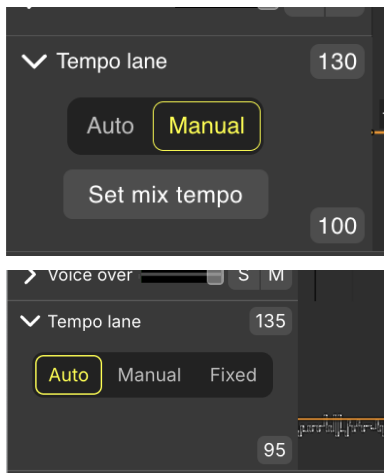 Tempo lane 130
Auto Manual
Set mix tempo
100
Voice over S M
Tempo lane 135
Auto Manual Fixed
95